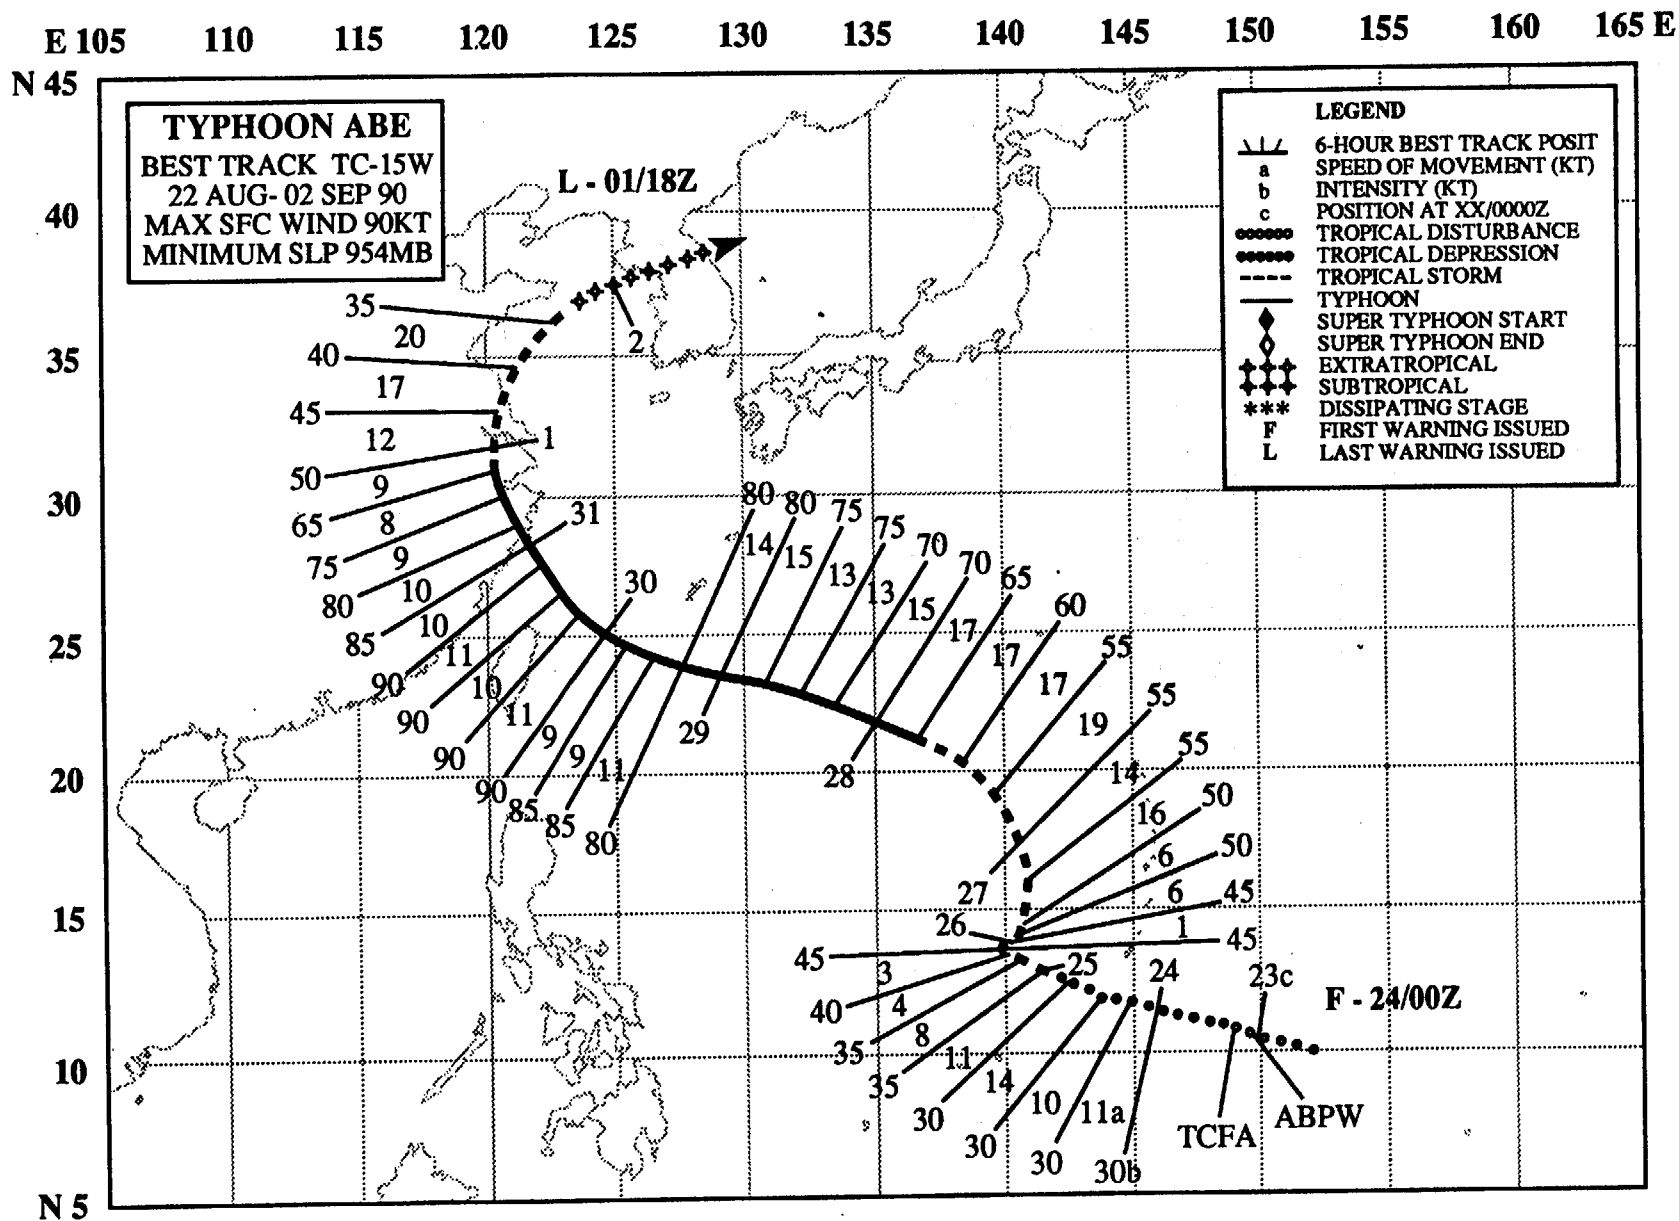 E 105 110 115 120 125 130 135 140 145 150 155 160 165 E
N 45
40
35
30
25
20
15
10
N 5
TYPHOON ABE
BEST TRACK TC-15W
22 AUG- 02 SEP 90
MAX SFC WIND 90KT
MINIMUM SLP 954MB
LEGEND
6-HOUR BEST TRACK POSIT
a SPEED OF MOVEMENT (KT)
b INTENSITY (KT)
c POSITION AT XX/0000Z
TROPICAL DISTURBANCE
TROPICAL DEPRESSION
TROPICAL STORM
TYPHOON
SUPER TYPHOON START
SUPER TYPHOON END
EXTRATROPICAL
SUBTROPICAL
*** DISSIPATING STAGE
F FIRST WARNING ISSUED
L LAST WARNING ISSUED
L - 01/18Z
35
20
2
40
17
45
12
1
50
9
65
8
31
75
9
80
10
30
85
10
90
11
90
10
90
11
90
9
85
9
85
11
80
80
14
80
15
75
13
75
13
70
15
70
17
65
17
60
17
55
19
55
14
55
16
50
6
50
6
45
1
45
29
28
27
26
45
3
40
4
35
8
35
11
30
14
30
10
30
11a
30b
25
24
23c
F - 24/00Z
TCFA
ABPW